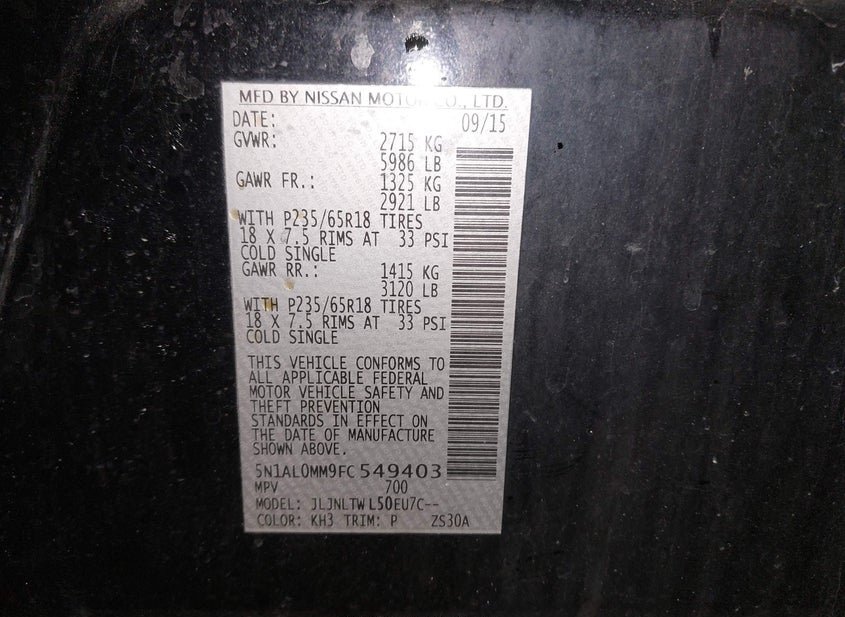 MFD BY NISSAN MOTOR CO., LTD.
DATE: 09/15
GVWR: 2715 KG
5986 LB
GAWR FR.: 1325 KG
2921 LB
WITH P235/65R18 TIRES
18 X 7.5 RIMS AT 33 PSI
COLD SINGLE
GAWR RR.: 1415 KG
3120 LB
WITH P235/65R18 TIRES
18 X 7.5 RIMS AT 33 PSI
COLD SINGLE
THIS VEHICLE CONFORMS TO
ALL APPLICABLE FEDERAL
MOTOR VEHICLE SAFETY AND
THEFT PREVENTION
STANDARDS IN EFFECT ON
THE DATE OF MANUFACTURE
SHOWN ABOVE.
5N1AL0MM9FC549403
MPV 700
MODEL: JLJNLTWL50EU7C--
COLOR: KH3 TRIM: P ZS30A